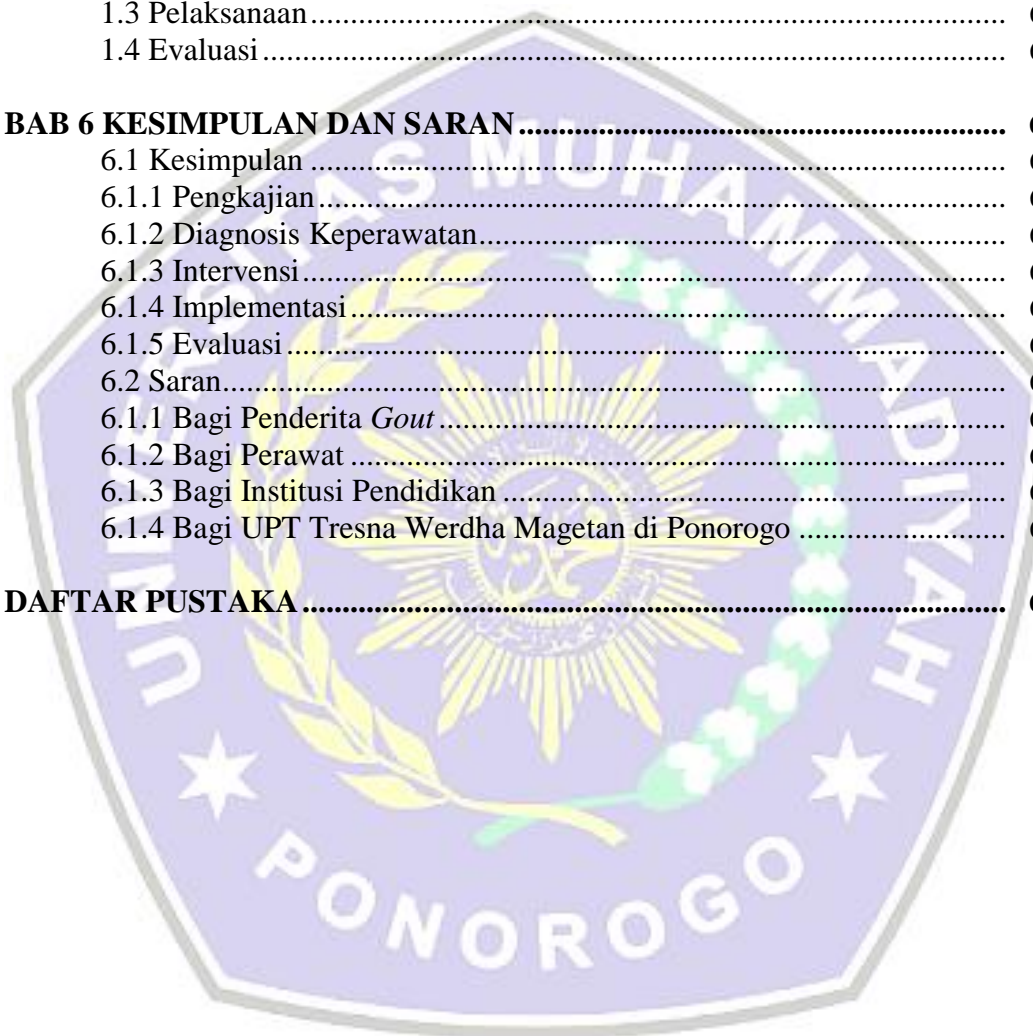 1.3 Pelaksanaan.......................................................................................
1.4 Evaluasi.............................................................................................
BAB 6 KESIMPULAN DAN SARAN.............................................................
6.1 Kesimpulan.......................................................................................
6.1.1 Pengkajian......................................................................................
6.1.2 Diagnosis Keperawatan..................................................................
6.1.3 Intervensi........................................................................................
6.1.4 Implementasi..................................................................................
6.1.5 Evaluasi..........................................................................................
6.2 Saran..................................................................................................
6.1.1 Bagi Penderita Gout.......................................................................
6.1.2 Bagi Perawat..................................................................................
6.1.3 Bagi Institusi Pendidikan...............................................................
6.1.4 Bagi UPT Tresna Werdha Magetan di Ponorogo..........................
DAFTAR PUSTAKA........................................................................................
UNIVERSITAS MUHAMMADIYAH
PONOROGO